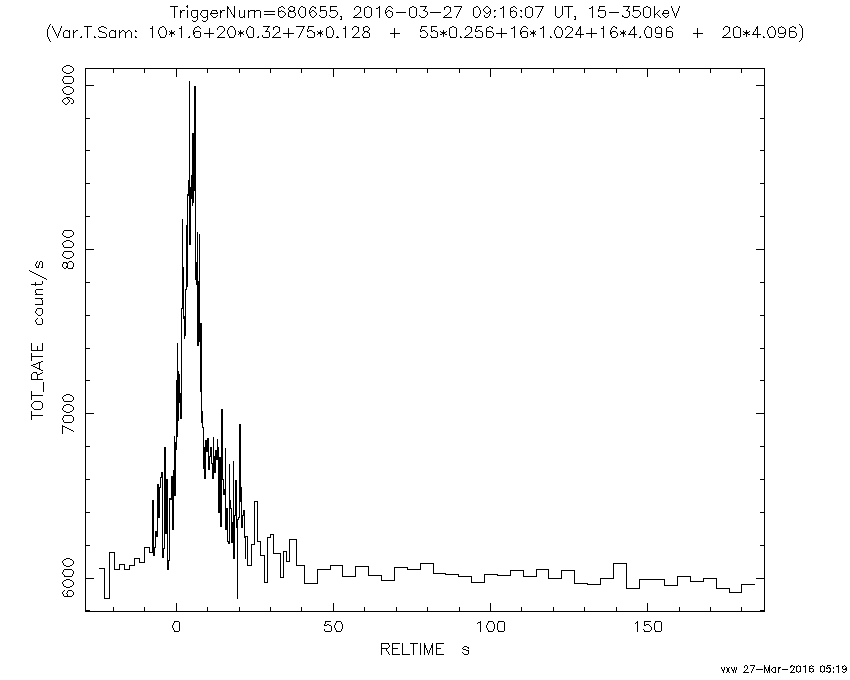 TriggerNum=680655, 2016-03-27 09:16:07 UT, 15-350keV
(Var.T.Sam: 10*1.6+20*0.32+75*0.128 + 55*0.256+16*1.024+16*4.096 + 20*4.096)
9000
8000
TOT_RATE count/s
7000
6000
0 50 100 150
RELTIME s
vxw 27-Mar-2016 05:19